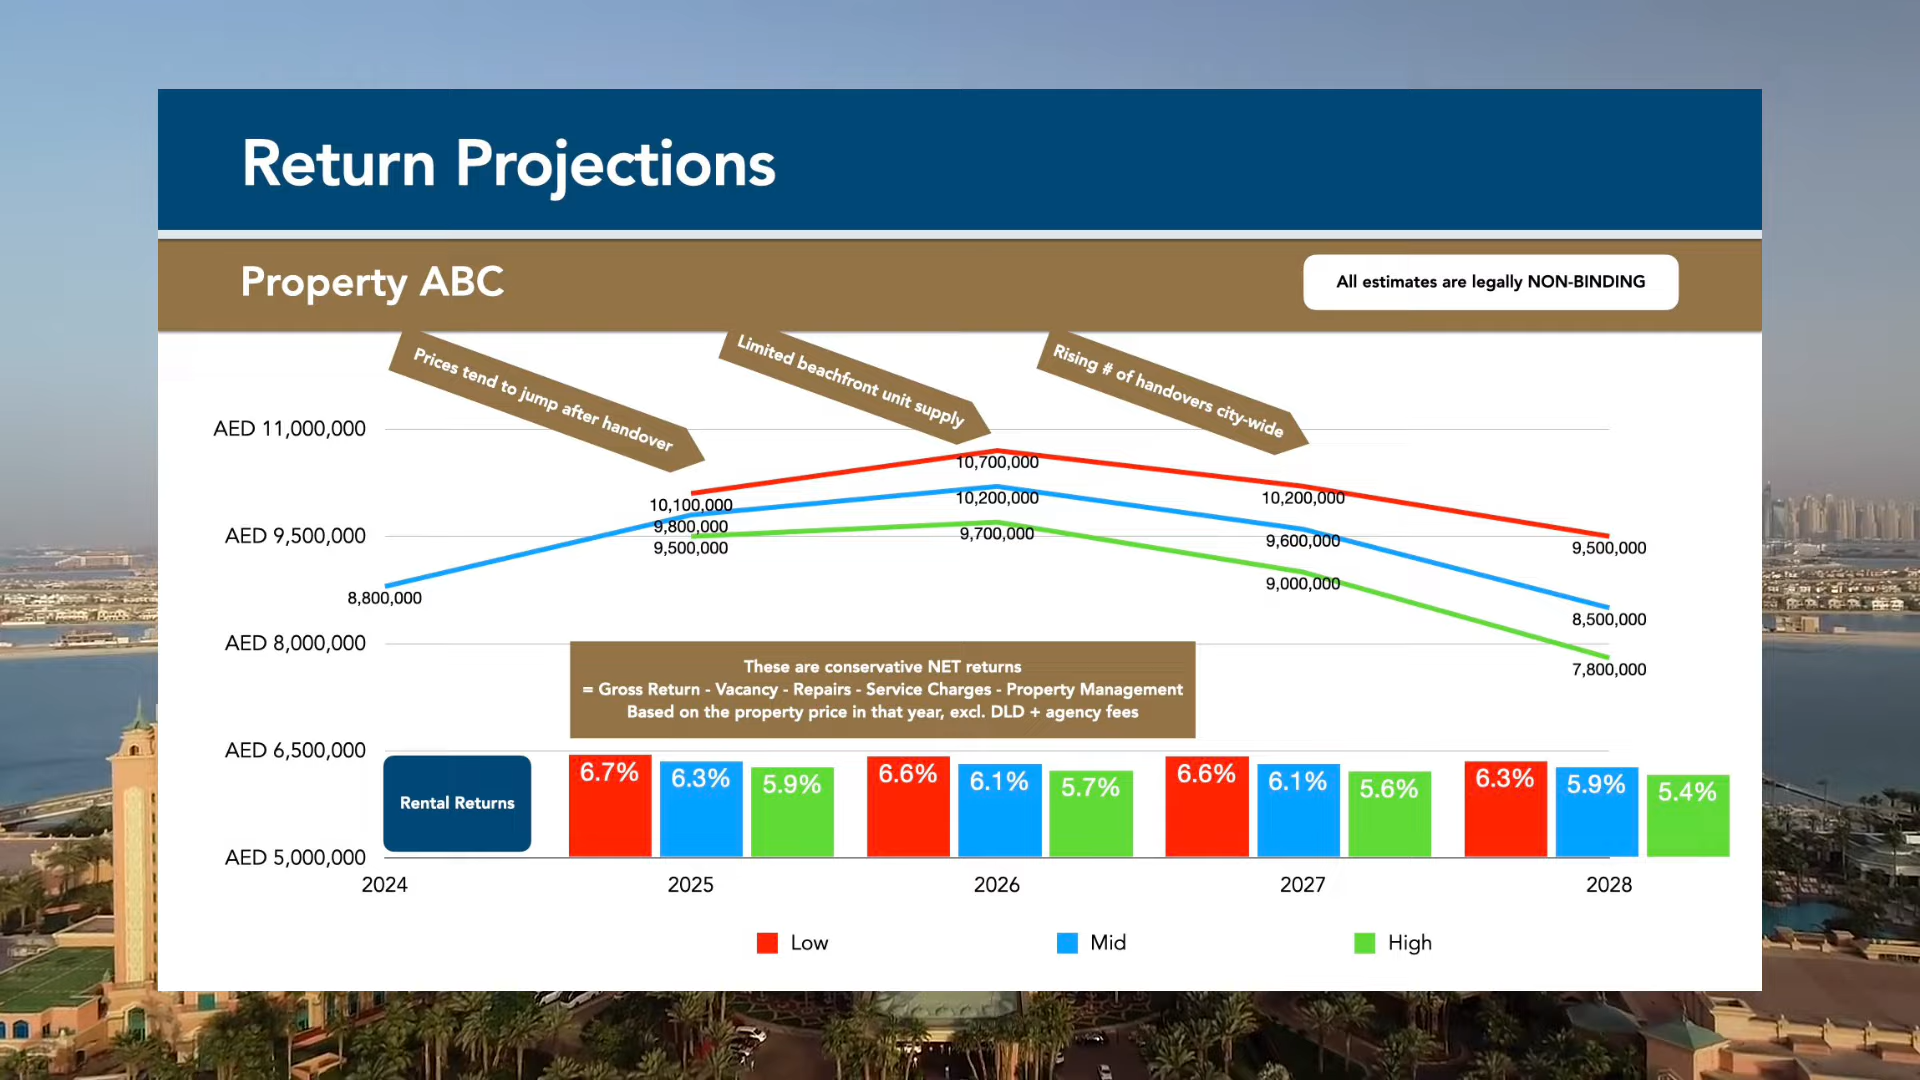 Return Projections
Property ABC
All estimates are legally NON-BINDING
Prices tend to jump after handover
Limited beachfront unit supply
Rising # of handovers city-wide
AED 11,000,000
AED 9,500,000
AED 8,000,000
AED 6,500,000
AED 5,000,000
10,700,000
10,100,000
10,200,000
10,200,000
9,800,000
9,700,000
9,600,000
9,500,000
9,500,000
8,800,000
9,000,000
8,500,000
7,800,000
These are conservative NET returns
= Gross Return - Vacancy - Repairs - Service Charges - Property Management
Based on the property price in that year, excl. DLD + agency fees
Rental Returns
6.7%
6.3%
5.9%
6.6%
6.1%
5.7%
6.6%
6.1%
5.6%
6.3%
5.9%
5.4%
2024
2025
2026
2027
2028
Low
Mid
High